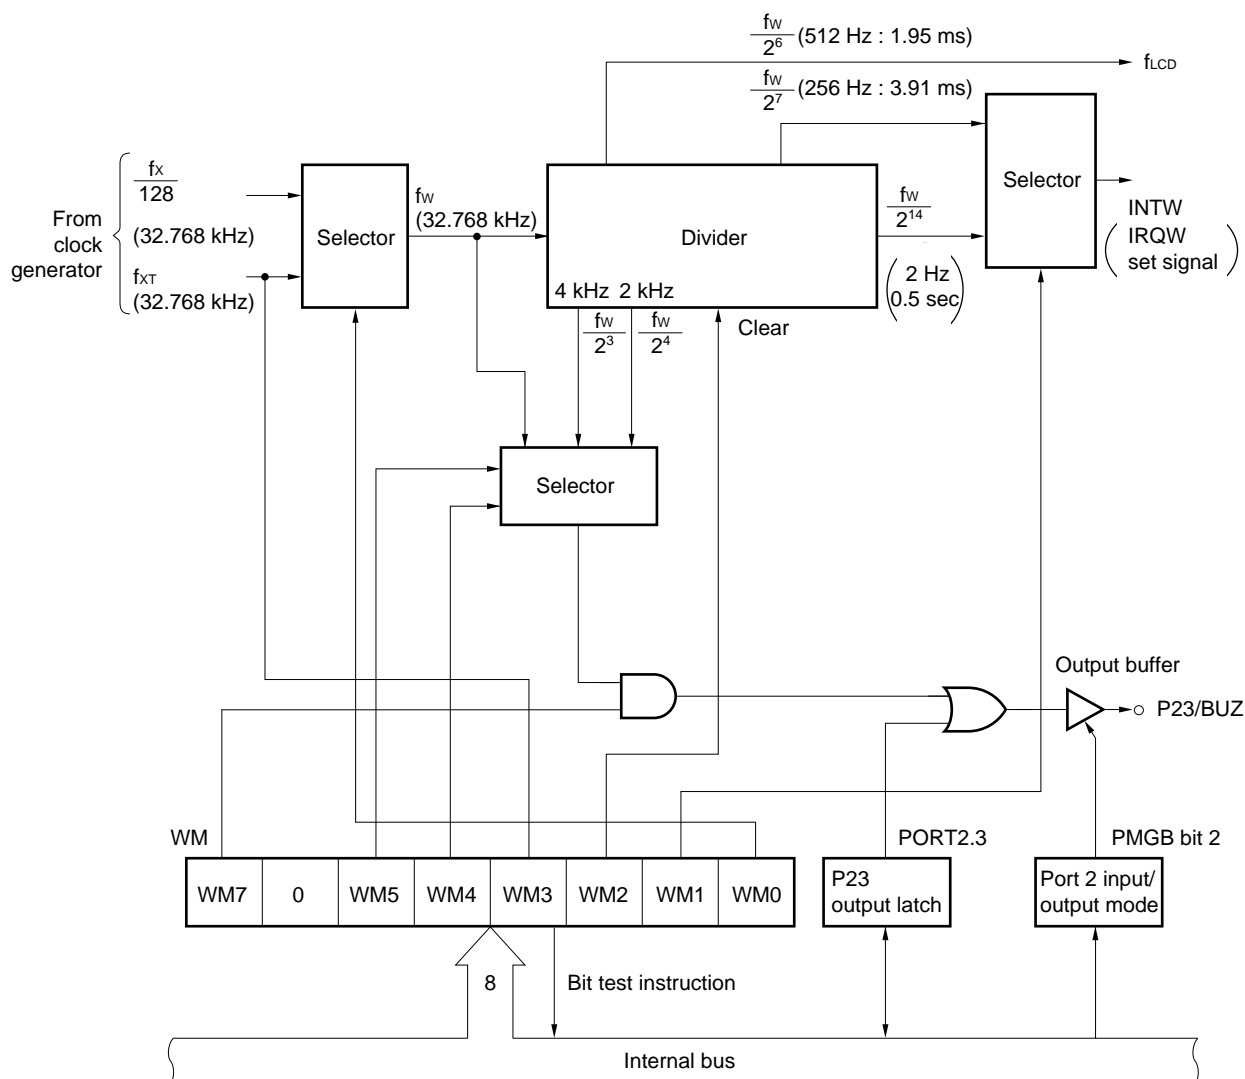 fW
2^6 (512 Hz : 1.95 ms)
fLCD
fW
2^7 (256 Hz : 3.91 ms)
From
clock
generator
fX
128
(32.768 kHz)
fXT
(32.768 kHz)
Selector
fW
(32.768 kHz)
Divider
4 kHz 2 kHz
fW
2^14
(2 Hz
0.5 sec)
Selector
INTW
(IRQW
set signal)
fW
2^3
fW
2^4
Clear
Selector
Output buffer
P23/BUZ
WM
PORT2.3
PMGB bit 2
WM7 0 WM5 WM4 WM3 WM2 WM1 WM0
P23
output latch
Port 2 input/
output mode
8
Bit test instruction
Internal bus